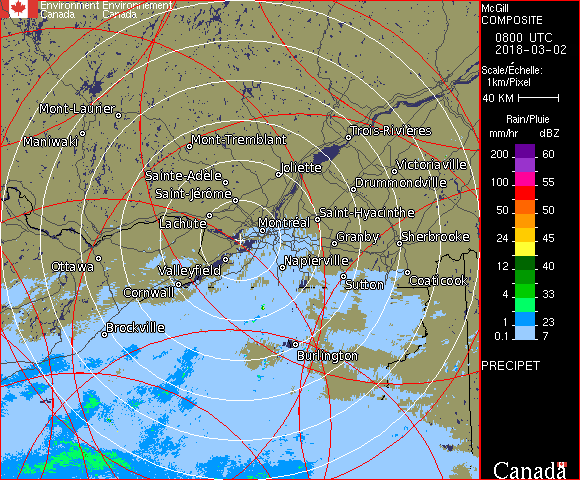 Environment Environnement
Canada Canada
McGill
COMPOSITE
0800 UTC
2018-03-02
Scale/Échelle:
1km/Pixel
40 KM
Rain/Pluie
mm/hr dBZ
200 60
150 57
100 55
50 50
24 45
12 40
4 33
1 23
0.1 7
PRECIPET
Mont-Laurier
Maniwaki
Mont-Tremblant
Trois-Rivières
Joliette
Victoriaville
Sainte-Adèle
Drummondville
Saint-Jérôme
Saint-Hyacinthe
Lachute
Montréal
Granby
Sherbrooke
Ottawa
Valleyfield
Napierville
Cornwall
Sutton
Coaticook
Brockville
Burlington
Canada